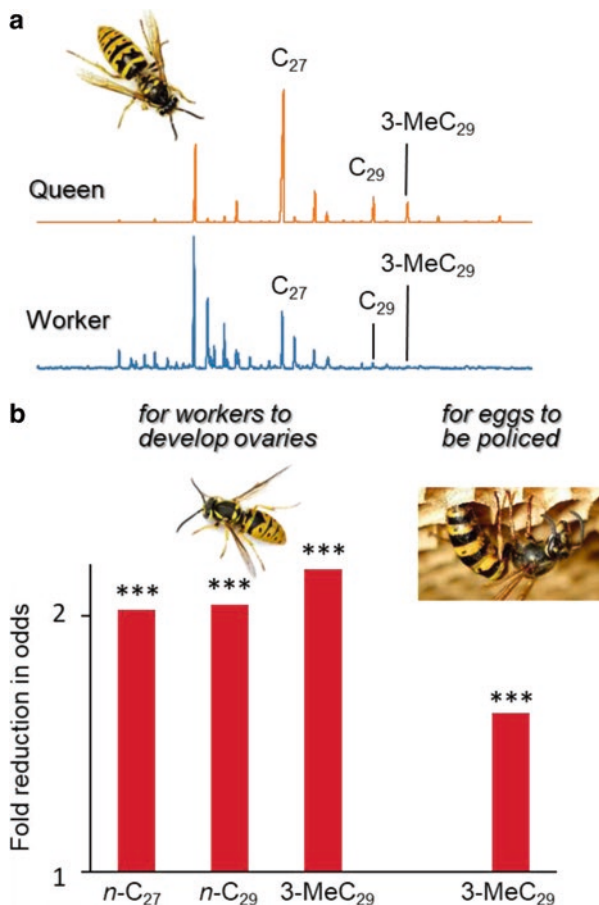 a
C27
3-MeC29
C29
Queen
3-MeC29
C27
C29
Worker
b
for workers to
develop ovaries
for eggs to
be policed
***
***
***
***
2
1
Fold reduction in odds
n-C27
n-C29
3-MeC29
3-MeC29